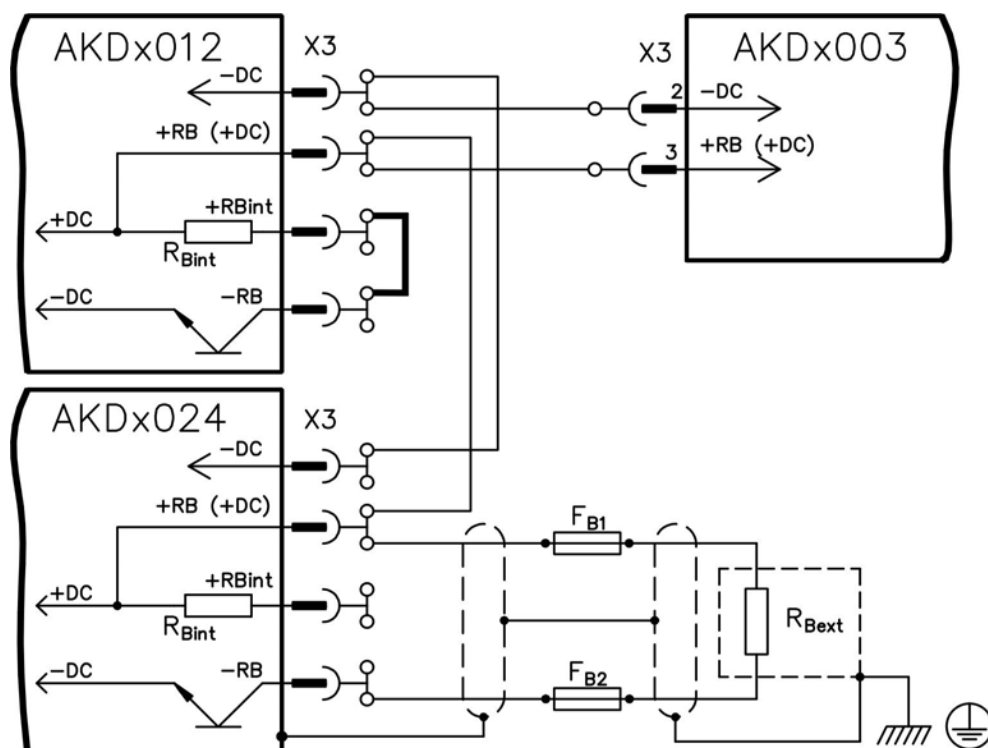 AKDx012
X3
-DC
+RB (+DC)
+DC
+RBint
RBint
-DC
-RB
X3
AKDx003
2
-DC
3
+RB (+DC)
AKDx024
X3
-DC
+RB (+DC)
+DC
+RBint
RBint
-DC
-RB
FB1
FB2
RBext